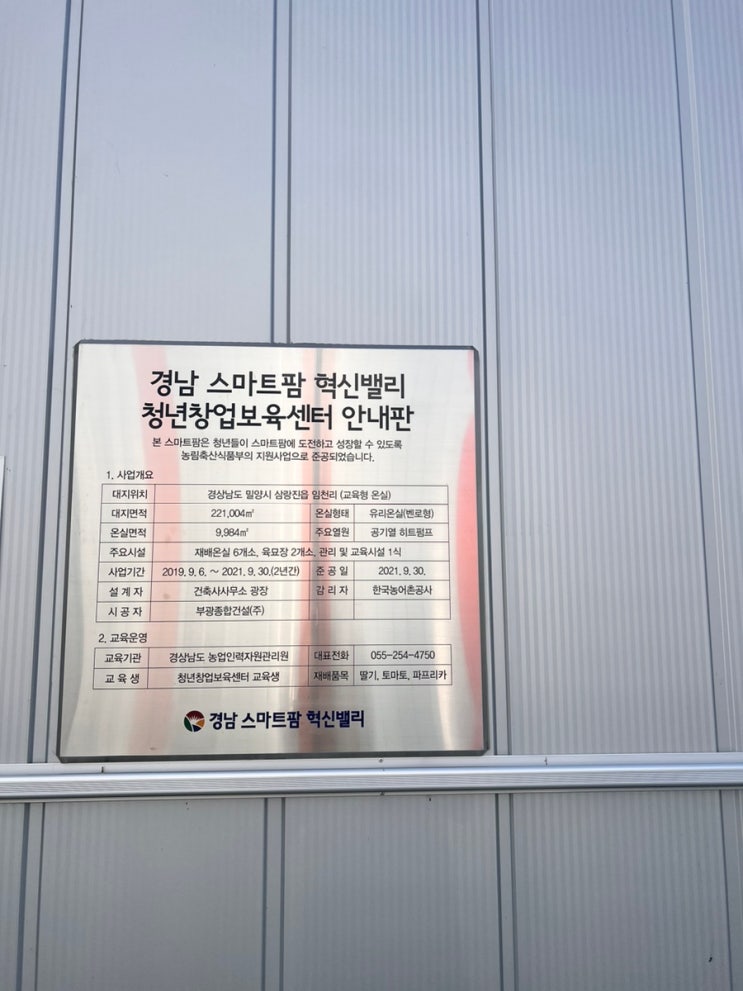 경남 스마트팜 혁신밸리
청년창업보육센터 안내판
본 스마트팜은 청년들이 스마트팜에 도전하고 성장할 수 있도록
농림축산식품부의 지원사업으로 준공되었습니다.
1. 사업개요
대지위치 경상남도 밀양시 삼랑진읍 임천리 (교육형 온실)
대지면적 221,004㎡ 온실형태 유리온실(벤로형)
온실면적 9,984㎡ 주요열원 공기열 히트펌프
주요시설 재배온실 6개소, 육묘장 2개소, 관리 및 교육시설 1식
사업기간 2019. 9. 6. ~ 2021. 9. 30.(2년간) 준 공 일 2021. 9. 30.
설 계 자 건축사사무소 광장 감 리 자 한국농어촌공사
시 공 자 부광종합건설(주)
2. 교육운영
교육기관 경상남도 농업인력자원관리원 대표전화 055-254-4750
교 육 생 청년창업보육센터 교육생 재배품목 딸기, 토마토, 파프리카
경남 스마트팜 혁신밸리